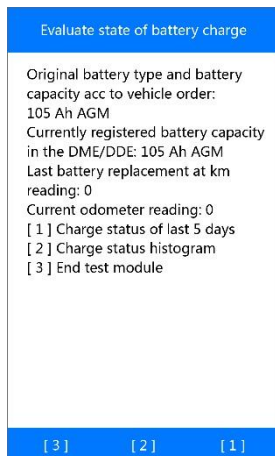 Evaluate state of battery charge
Original battery type and battery
capacity acc to vehicle order:
105 Ah AGM
Currently registered battery capacity
in the DME/DDE: 105 Ah AGM
Last battery replacement at km
reading: 0
Current odometer reading: 0
[ 1 ] Charge status of last 5 days
[ 2 ] Charge status histogram
[ 3 ] End test module
[ 3 ] [ 2 ] [ 1 ]